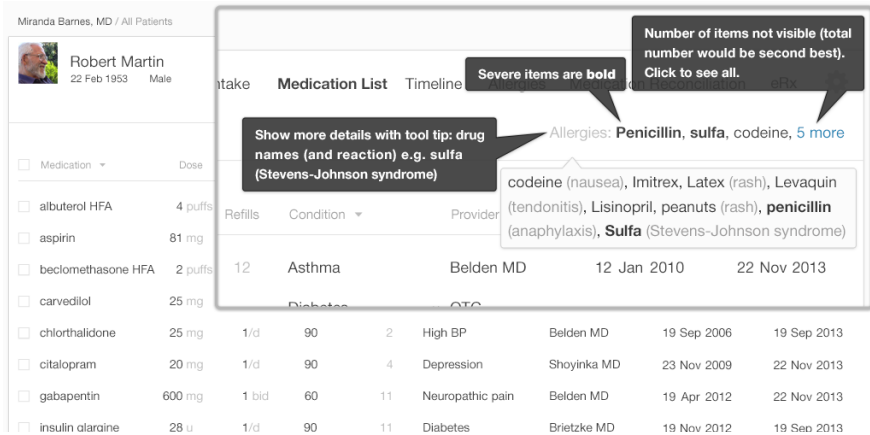 Miranda Barnes, MD / All Patients
Robert Martin
22 Feb 1953 Male
Number of items not visible (total
number would be second best).
Click to see all.
Severe items are bold
Medication List Timeline Allergies Medication Reconciliation eRx
Show more details with tool tip: drug
names (and reaction) e.g. sulfa
(Stevens-Johnson syndrome)
Allergies: Penicillin, sulfa, codeine, 5 more
codeine (nausea), Imitrex, Latex (rash), Levaquin
(tendonitis), Lisinopril, peanuts (rash), penicillin
(anaphylaxis), Sulfa (Stevens-Johnson syndrome)
Medication Dose
Refills Condition Provider
albuterol HFA 4 puffs
aspirin 81 mg
beclomethasone HFA 2 puffs
12 Asthma Belden MD 12 Jan 2010 22 Nov 2013
carvedilol 25 mg
Diabetes OTC
chlorthalidone 25 mg 1/d 90 2 High BP Belden MD 19 Sep 2006 19 Sep 2013
citalopram 20 mg 1/d 90 4 Depression Shoyinka MD 23 Nov 2009 22 Nov 2013
gabapentin 600 mg 1 bid 60 11 Neuropathic pain Belden MD 19 Apr 2012 22 Nov 2013
insulin glargine 28 u 1/d 90 11 Diabetes Brietzke MD 19 Nov 2012 19 Sep 2013